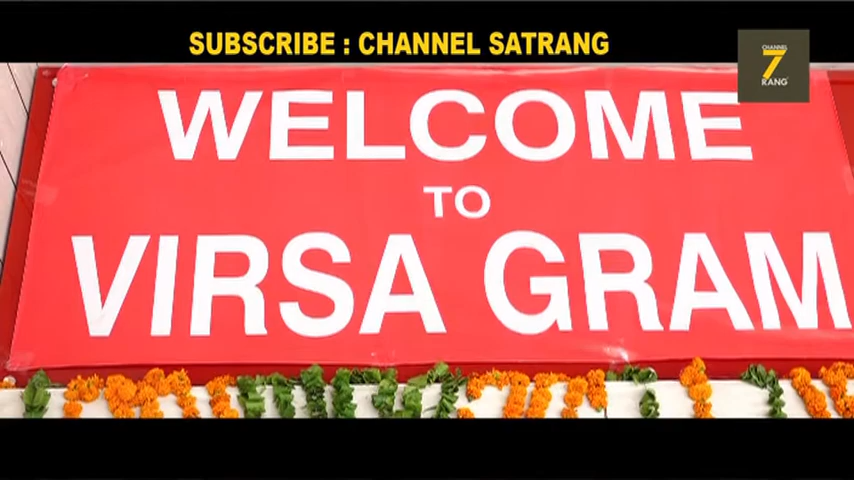 SUBSCRIBE : CHANNEL SATRANG
CHANNEL
7
RANG
WELCOME
TO
VIRSA GRAM